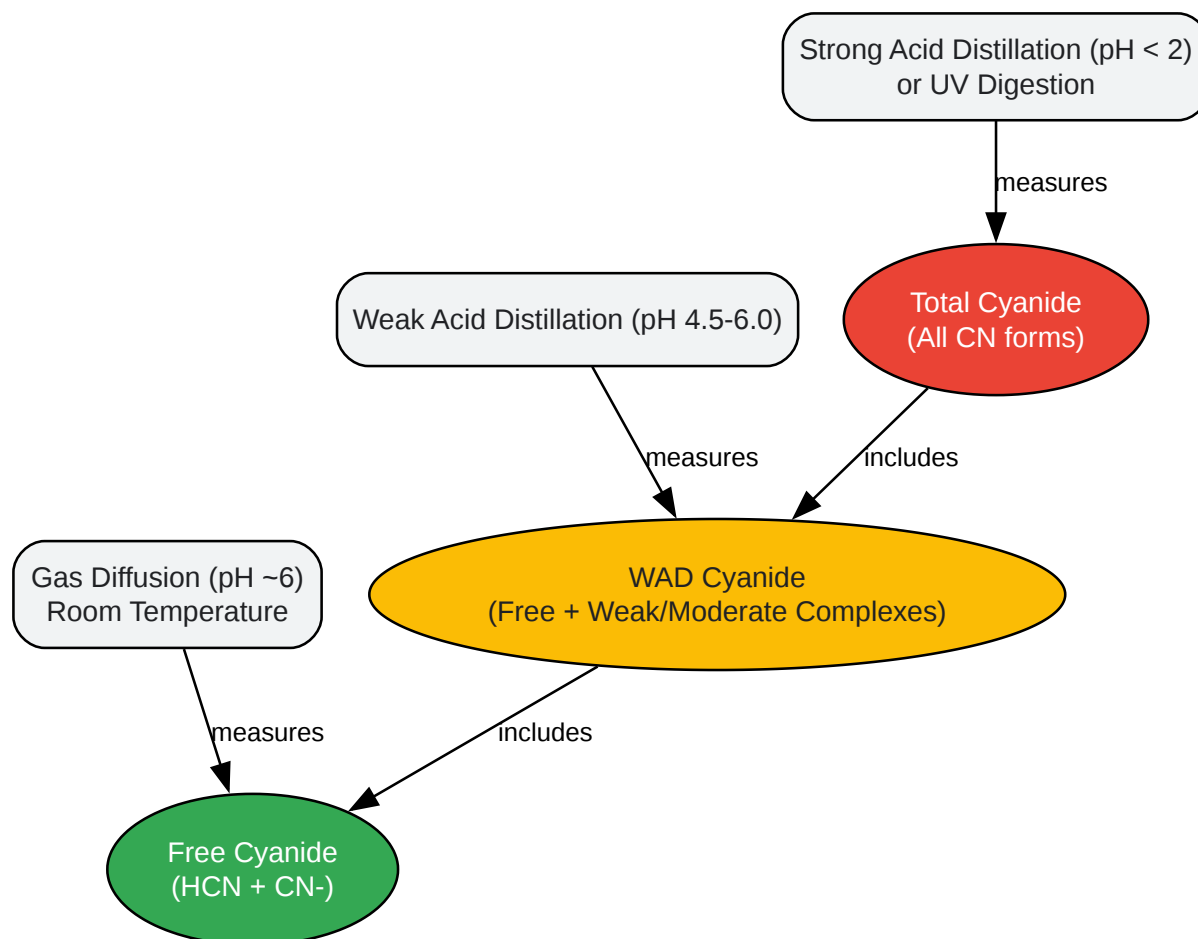 Strong Acid Distillation (pH < 2)
or UV Digestion
measures
Weak Acid Distillation (pH 4.5-6.0)
Total Cyanide
(All CN forms)
measures
includes
Gas Diffusion (pH ~6)
Room Temperature
WAD Cyanide
(Free + Weak/Moderate Complexes)
measures
includes
Free Cyanide
(HCN + CN-)